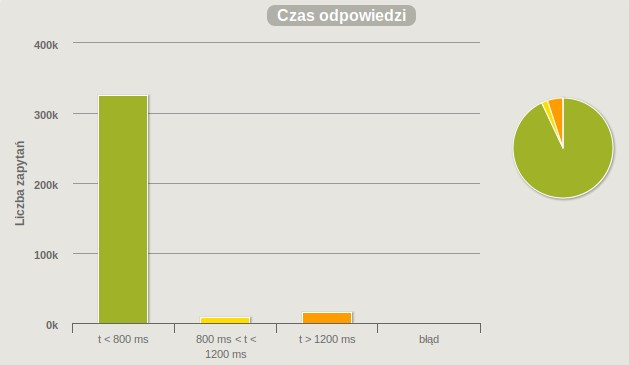 Czas odpowiedzi
400k
300k
200k
100k
0k
Liczba zapytań
t < 800 ms
800 ms < t <
1200 ms
t > 1200 ms
błąd